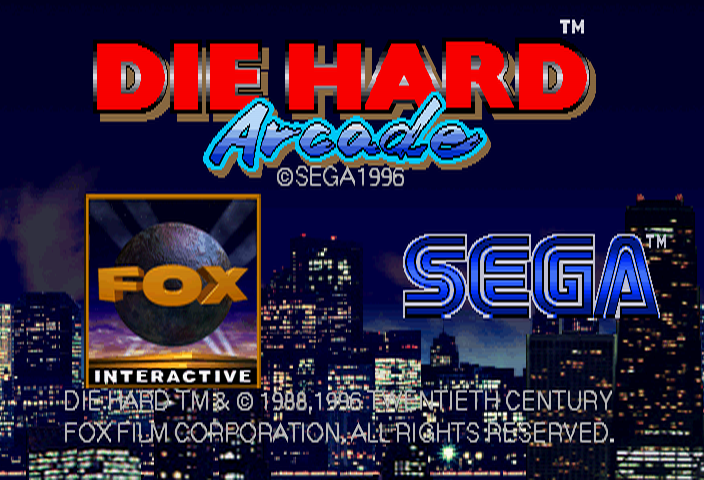 DIE HARD™
Arcade
©SEGA1996
FOX
INTERACTIVE
SEGA™
DIE HARD TM & © 1988,1996 TWENTIETH CENTURY
FOX FILM CORPORATION. ALL RIGHTS RESERVED.